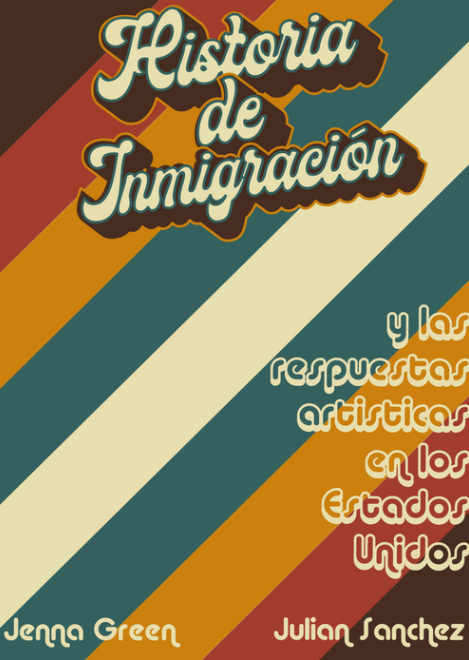 Historia
de
Inmigración
y las
respuestas
artisticas
en los
Estados
Unidos
Jenna Green
Julian Sanchez